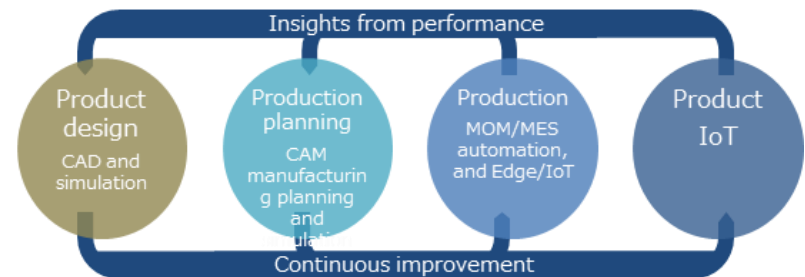 Insights from performance
Product
design
CAD and
simulation
Production
planning
CAM
manufacturin
g planning
and
Production
MOM/MES
automation,
and Edge/IoT
Product
IoT
Continuous improvement